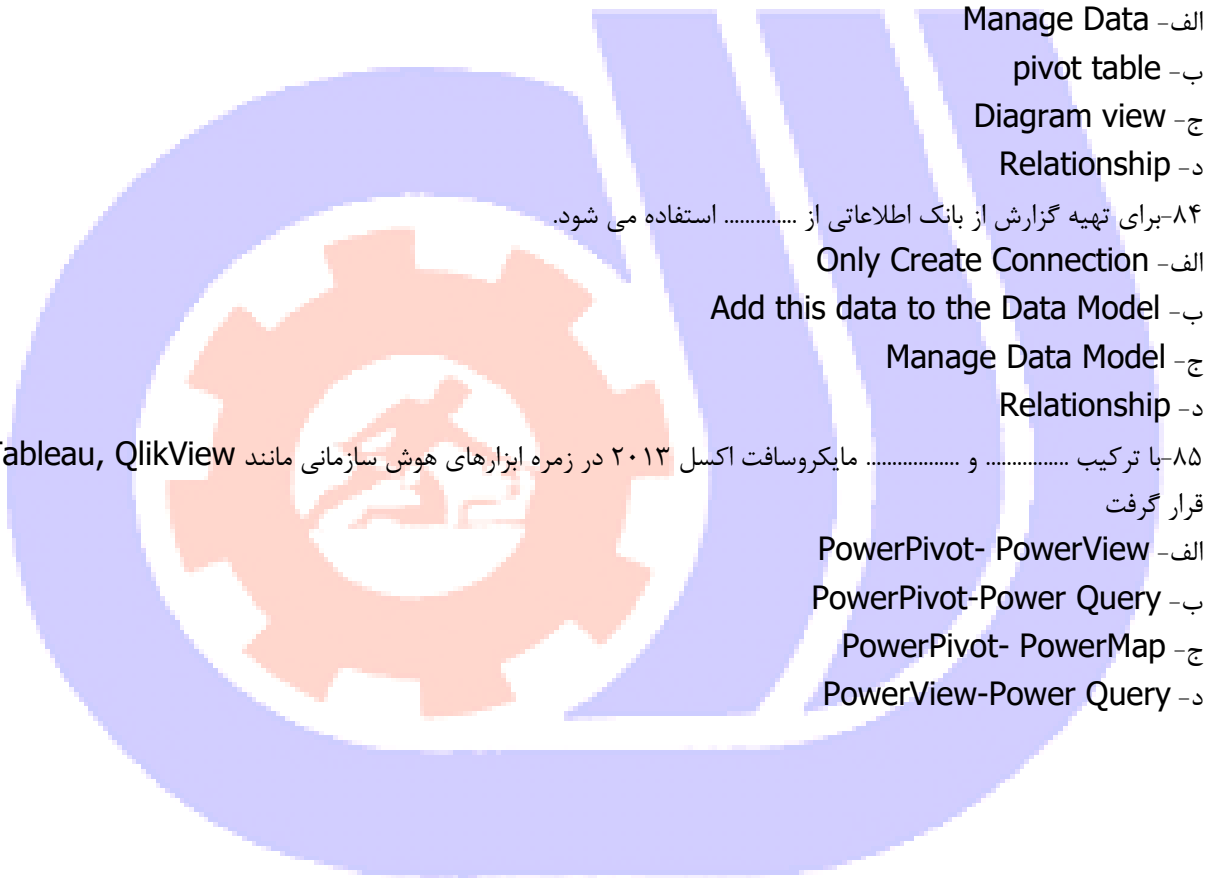 الف- Manage Data
ب- pivot table
ج- Diagram view
د- Relationship
۸۴-برای تهیه گزارش از بانک اطلاعاتی از .............. استفاده می شود.
الف- Only Create Connection
ب- Add this data to the Data Model
ج- Manage Data Model
د- Relationship
۸۵-با ترکیب ................ و .................. مایکروسافت اکسل ۲۰۱۳ در زمره ابزارهای هوش سازمانی مانند ableau, QlikView
قرار گرفت
الف- PowerPivot- PowerView
ب- PowerPivot-Power Query
ج- PowerPivot- PowerMap
د- PowerView-Power Query